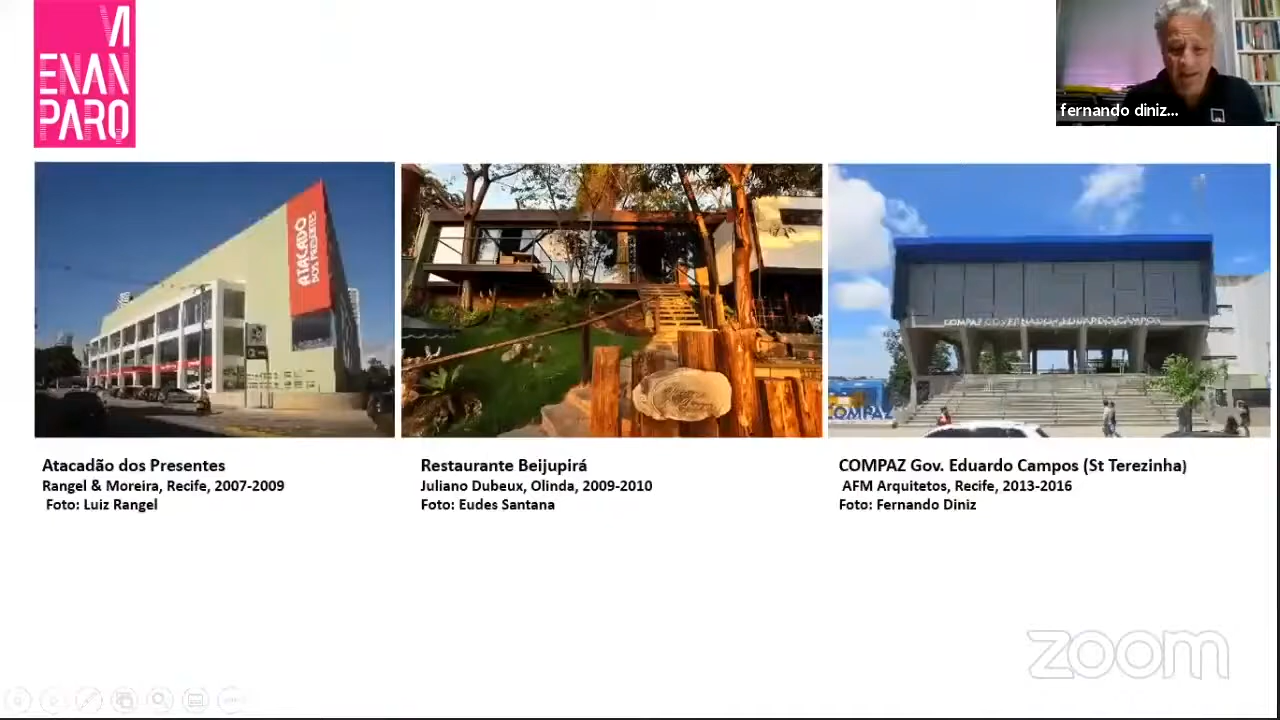 VI
ENAN
PARQ
fernando diniz...
ATACADO
DOS PRESENTES
COMPAZ GOVERNADOR EDUARDO CAMPOS
COMPAZ
Atacadão dos Presentes
Rangel & Moreira, Recife, 2007-2009
Foto: Luiz Rangel
Restaurante Beijupirá
Juliano Dubeux, Olinda, 2009-2010
Foto: Eudes Santana
COMPAZ Gov. Eduardo Campos (St Terezinha)
AFM Arquitetos, Recife, 2013-2016
Foto: Fernando Diniz
zoom